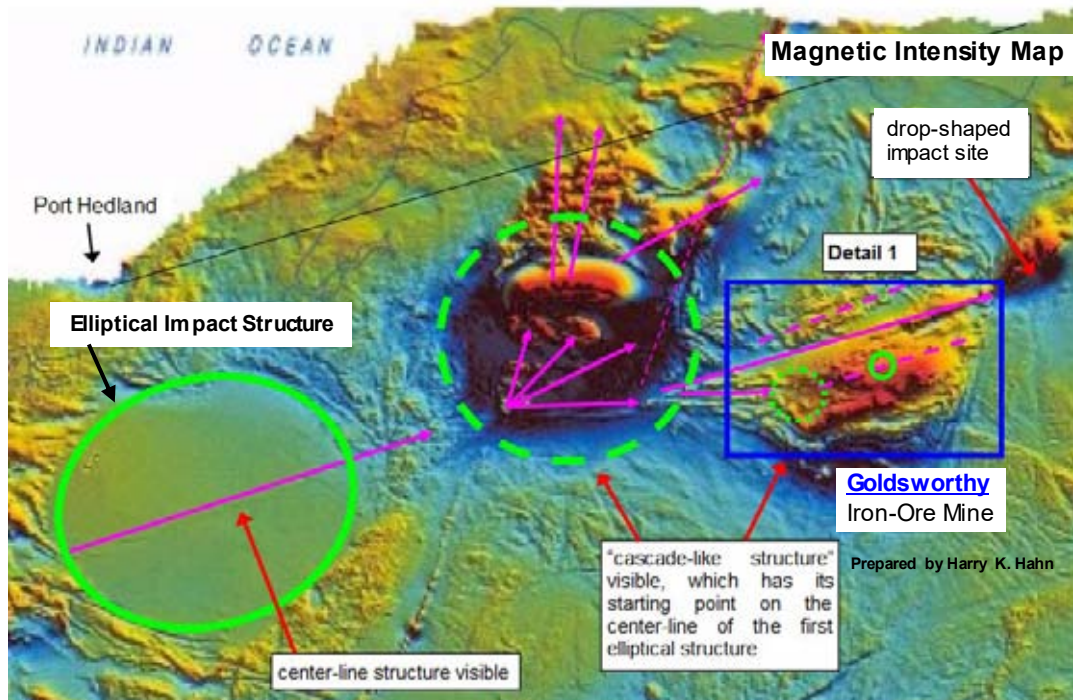 INDIAN OCEAN
Magnetic Intensity Map
drop-shaped
impact site
Port Hedland
Detail 1
Elliptical Impact Structure
Goldsworthy
Iron-Ore Mine
"cascade-like structure"
visible, which has its
starting point on the
center-line of the first
elliptical structure
Prepared by Harry K. Hahn
center-line structure visible